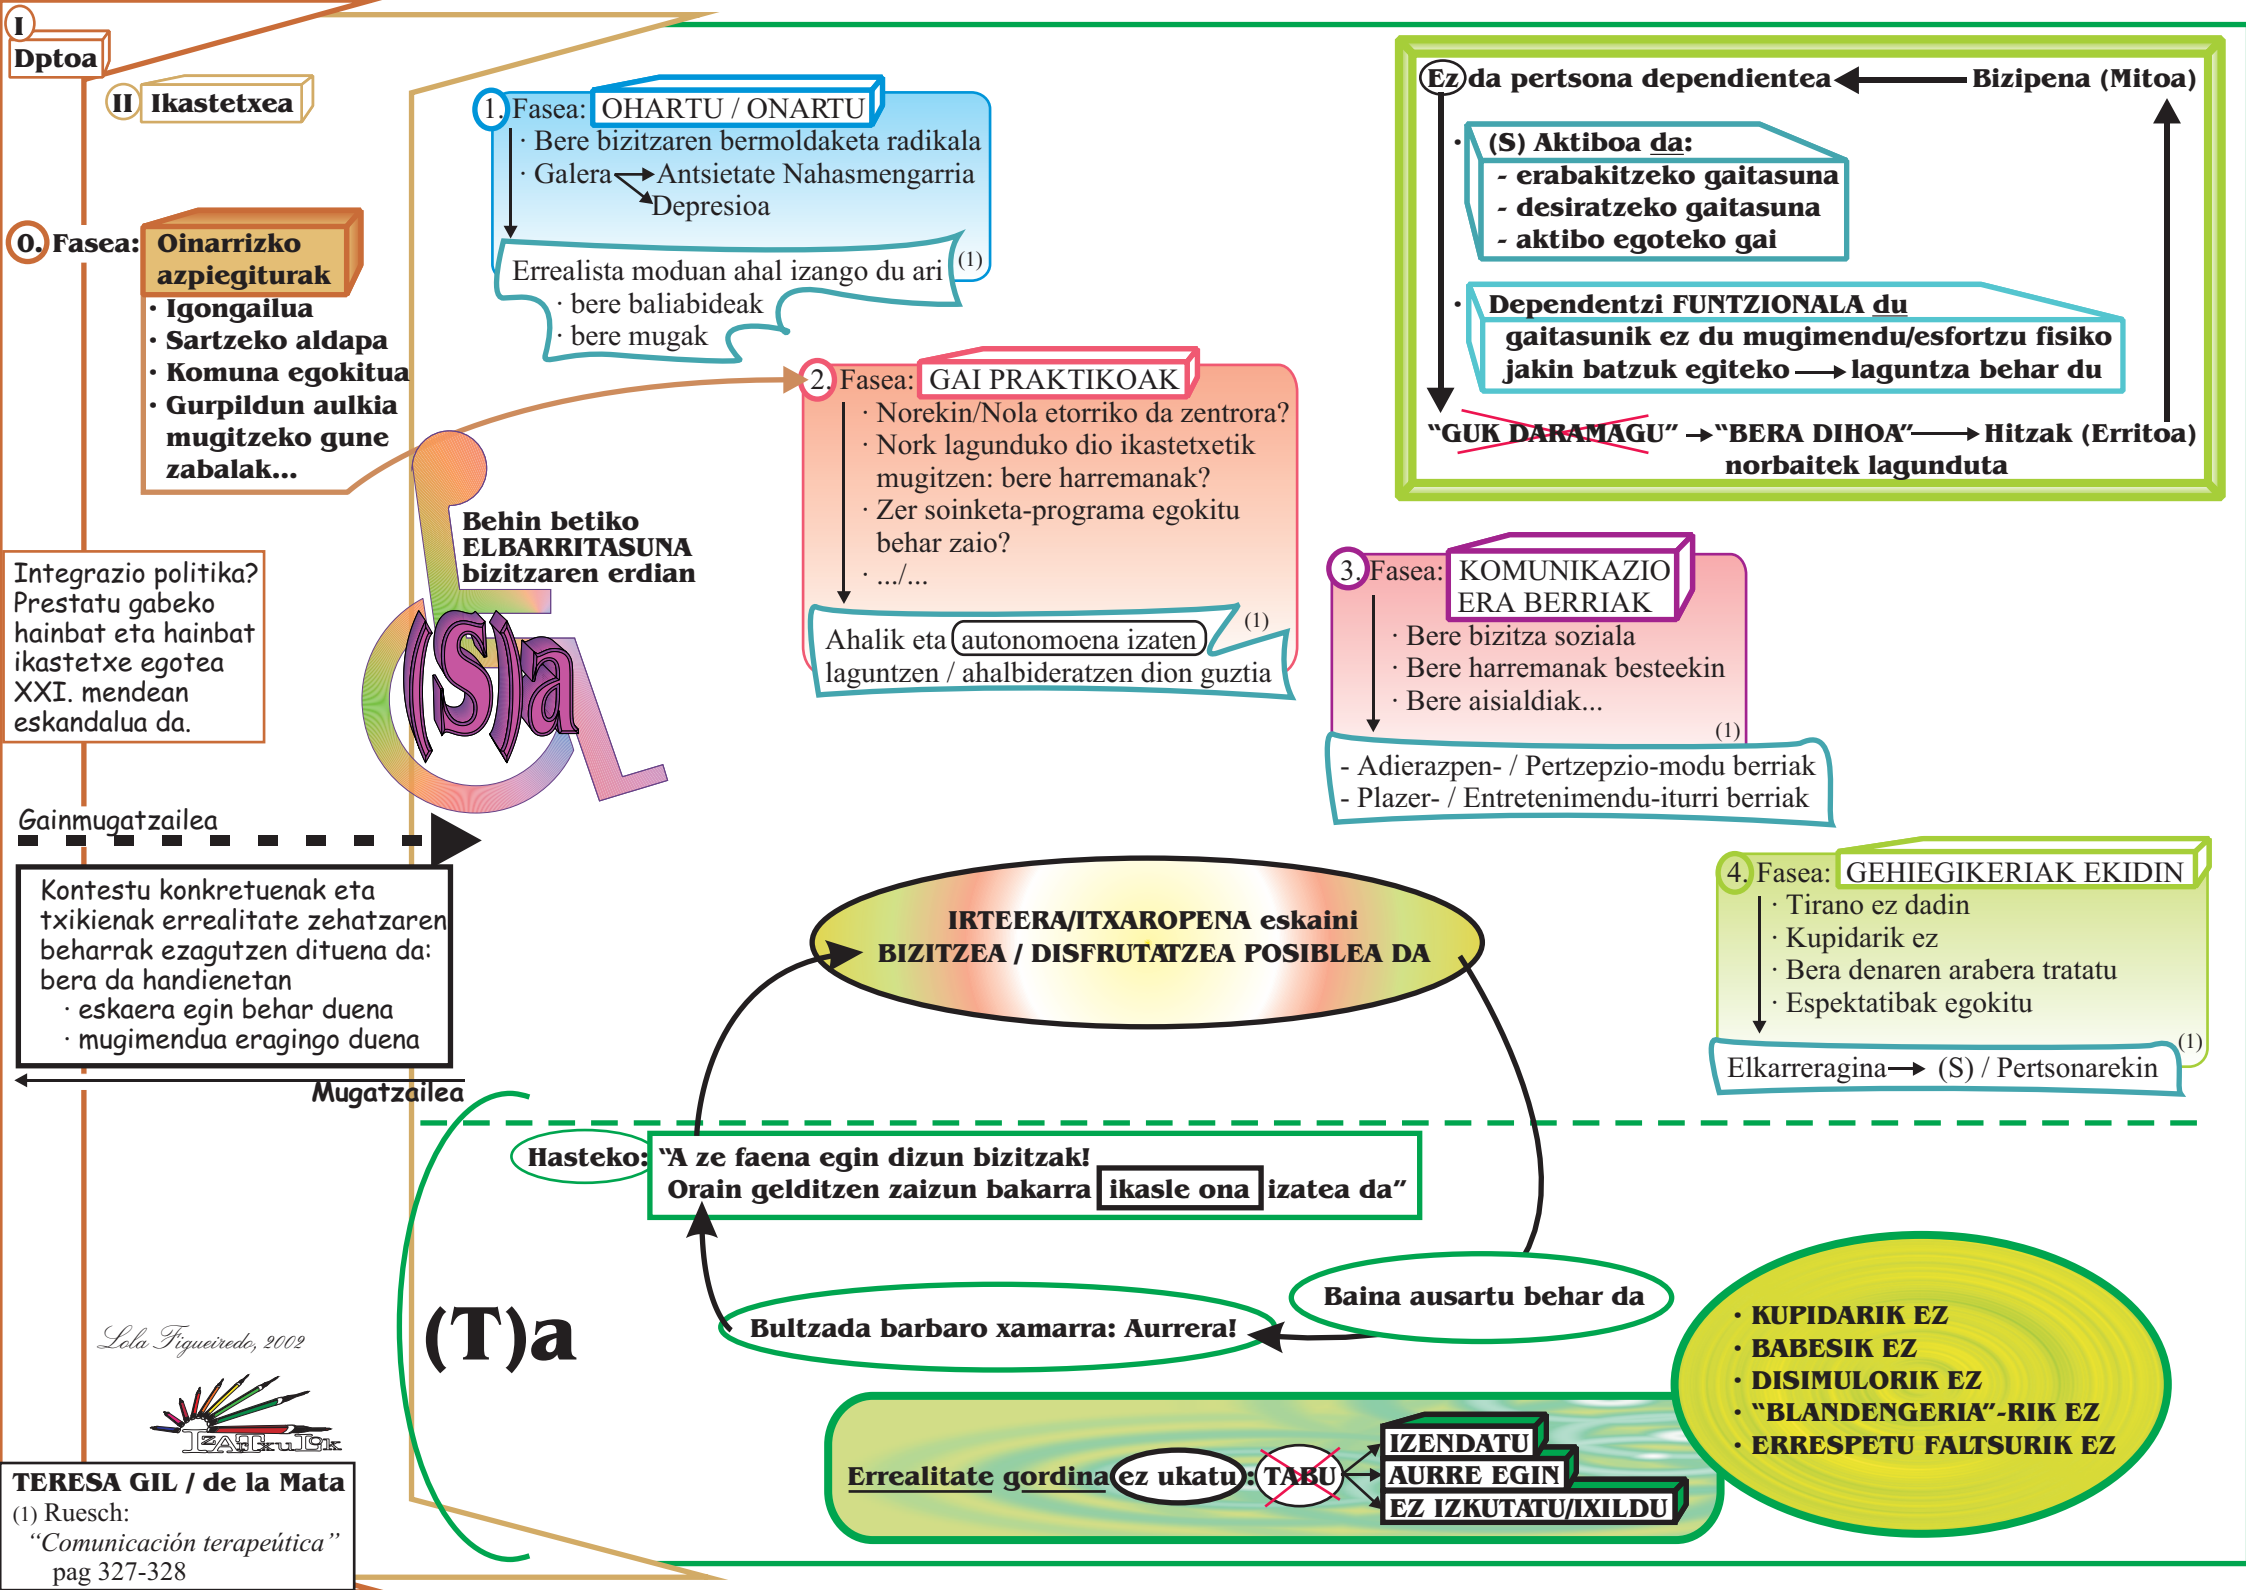 I
Dptoa
II Ikastetxea
0. Fasea: Oinarrizko
azpiegiturak
· Igongailua
· Sartzeko aldapa
· Komuna egokitua
· Gurpildun aulkia
mugitzeko gune
zabalak...
Integrazio politika?
Prestatu gabeko
hainbat eta hainbat
ikastetxe egotea
XXI. mendean
eskandalua da.
Gainmugatzailea
Kontestu konkretuenak eta
txikienak errealitate zehatzaren
beharrak ezagutzen dituena da:
bera da handienetan
· eskaera egin behar duena
· mugimendua eragingo duena
Mugatzailea
1. Fasea: OHARTU / ONARTU
· Bere bizitzaren bermoldaketa radikala
· Galera Antsietate Nahasmengarria
Depresioa
Errealista moduan ahal izango du ari (1)
· bere baliabideak
· bere mugak
Behin betiko
ELBARRITASUNA
bizitzaren erdian
(S)a
2. Fasea: GAI PRAKTIKOAK
· Norekin/Nola etorriko da zentrora?
· Nork lagunduko dio ikastetxetik
mugitzen: bere harremanak?
· Zer soinketa-programa egokitu
behar zaio?
· .../...
(1)
Ahalik eta autonomoena izaten
laguntzen / ahalbideratzen dion guztia
Ez da pertsona dependientea Bizipena (Mitoa)
· (S) Aktiboa da:
- erabakitzeko gaitasuna
- desiratzeko gaitasuna
- aktibo egoteko gai
· Dependentzi FUNTZIONALA du
gaitasunik ez du mugimendu/esfortzu fisiko
jakin batzuk egiteko laguntza behar du
“GUK DARAMAGU” “BERA DIHOA” Hitzak (Erritoa)
norbaitek lagunduta
3. Fasea: KOMUNIKAZIO
ERA BERRIAK
· Bere bizitza soziala
· Bere harremanak besteekin
· Bere aisialdiak...
(1)
- Adierazpen- / Pertzepzio-modu berriak
- Plazer- / Entretenimendu-iturri berriak
4. Fasea: GEHIEGIKERIAK EKIDIN
· Tirano ez dadin
· Kupidarik ez
· Bera denaren arabera tratatu
· Espektatibak egokitu
(1)
Elkarreragina (S) / Pertsonarekin
IRTEERA/ITXAROPENA eskaini
BIZITZEA / DISFRUTATZEA POSIBLEA DA
Hasteko: “A ze faena egin dizun bizitzak!
Orain gelditzen zaizun bakarra ikasle ona izatea da”
Baina ausartu behar da
Bultzada barbaro xamarra: Aurrera!
(T)a
· KUPIDARIK EZ
· BABESIK EZ
· DISIMULORIK EZ
· “BLANDENGERIA”-RIK EZ
· ERRESPETU FALTSURIK EZ
Errealitate gordina ez ukatu : TABU
IZENDATU
AURRE EGIN
EZ IZKUTATU/IXILDU
Lola Figueiredo, 2002
TERESA GIL / de la Mata
(1) Ruesch:
“Comunicación terapeútica”
pag 327-328